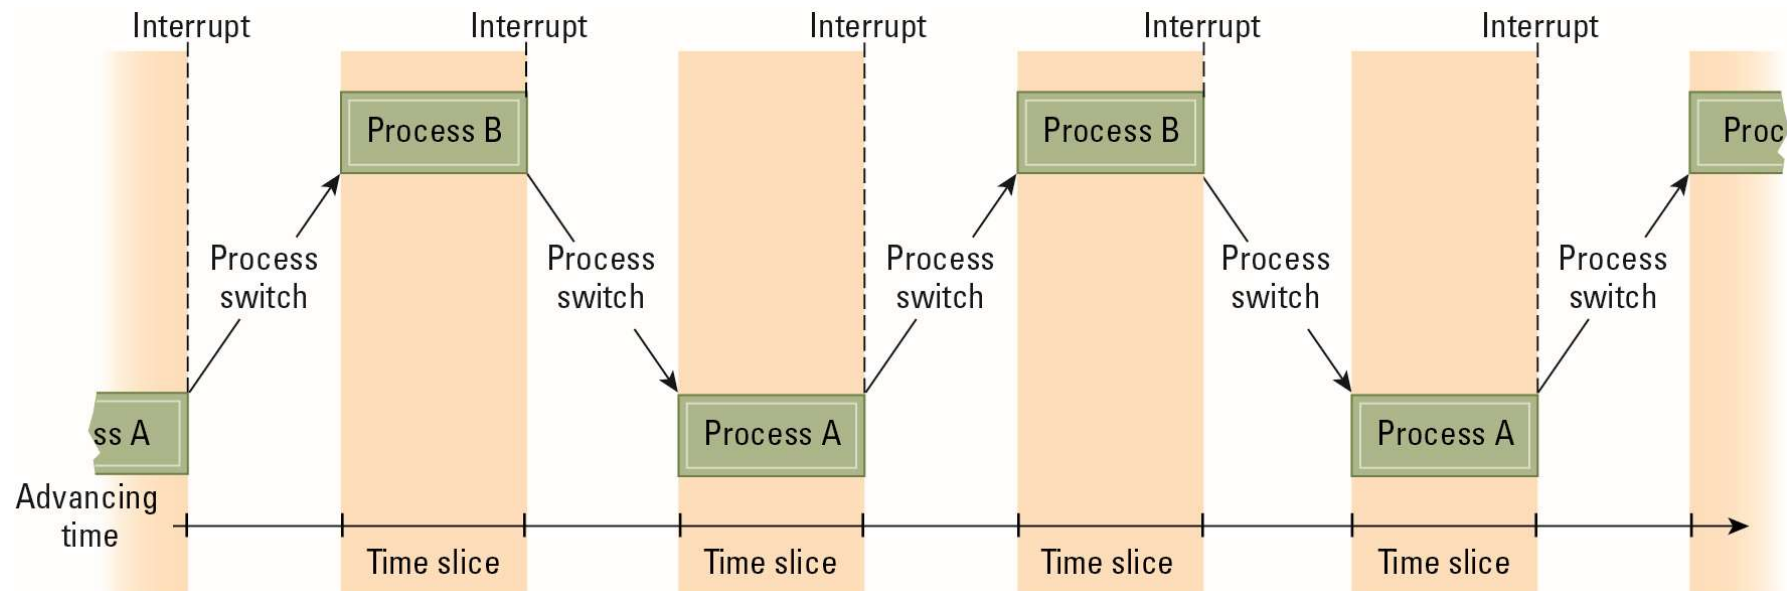 Interrupt
Interrupt
Interrupt
Interrupt
Interrupt
Process B
Process B
Proc
Process
switch
Process
switch
Process
switch
Process
switch
Process
switch
ss A
Process A
Process A
Advancing
time
Time slice
Time slice
Time slice
Time slice